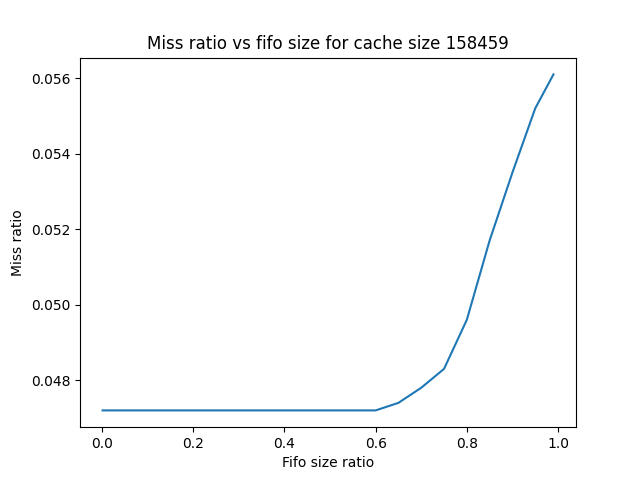 Miss ratio vs fifo size for cache size 158459
0.056
0.054
0.052
0.050
0.048
Miss ratio
0.0 0.2 0.4 0.6 0.8 1.0
Fifo size ratio